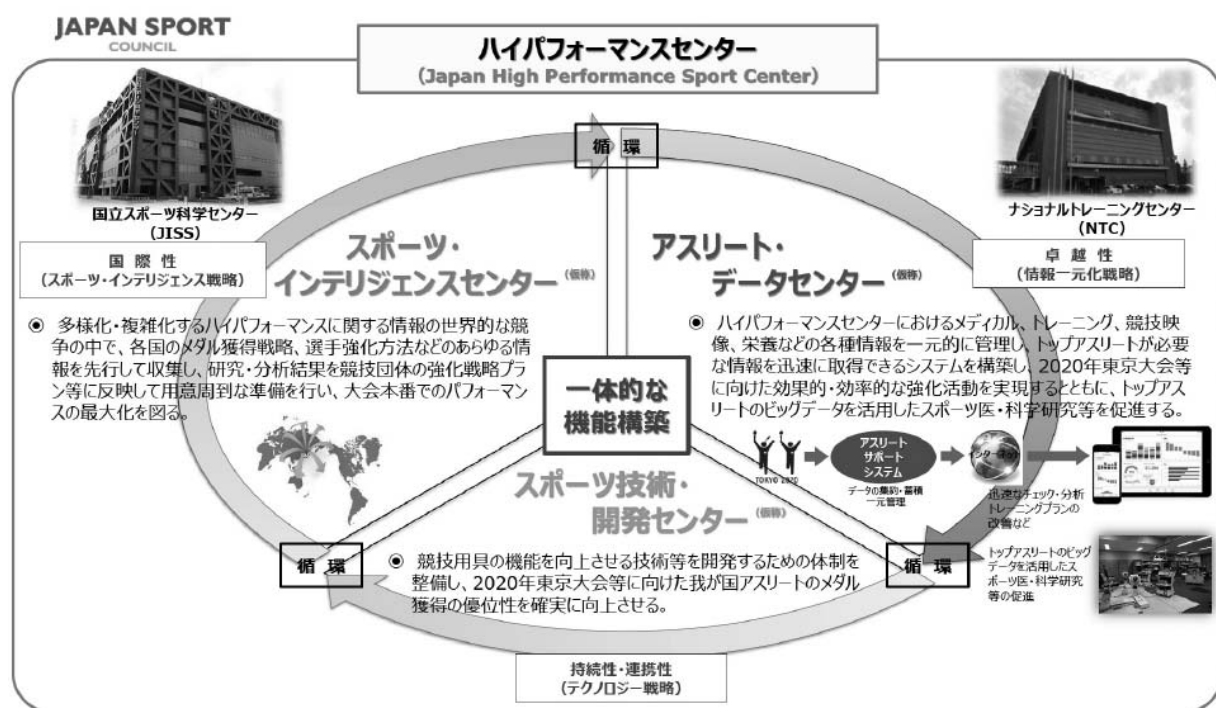 JAPAN SPORT
COUNCIL
ハイパフォーマンスセンター
(Japan High Performance Sport Center)
循 環
国立スポーツ科学センター
(JISS)
国 際 性
(スポーツ・インテリジェンス戦略)
ナショナルトレーニングセンター
(NTC)
卓 越 性
(情報一元化戦略)
スポーツ・
インテリジェンスセンター(仮称)
◉ 多様化・複雑化するハイパフォーマンスに関する情報の世界的な競
争の中で、各国のメダル獲得戦略、選手強化方法などのあらゆる情
報を先行して収集し、研究・分析結果を競技団体の強化戦略プラ
ン等に反映して用意周到な準備を行い、大会本番でのパフォーマン
スの最大化を図る。
アスリート・
データセンター(仮称)
◉ ハイパフォーマンスセンターにおけるメディカル、トレーニング、競技映
像、栄養などの各種情報を一元的に管理し、トップアスリートが必要
な情報を迅速に取得できるシステムを構築し、2020年東京大会等
に向けた効果的・効率的な強化活動を実現するとともに、トップアス
リートのビッグデータを活用したスポーツ医・科学研究等を促進する。
一体的な
機能構築
TOKYO 2020
アスリート
サポート
システム
データの集約・蓄積
一元管理
インターネット
迅速なチェック・分析
トレーニングプランの
改善など
トップアスリートのビッグ
データを活用したス
ポーツ医・科学研究
等の促進
スポーツ技術・
開発センター(仮称)
循 環
循 環
◉ 競技用具の機能を向上させる技術等を開発するための体制を
整備し、2020年東京大会等に向けた我が国アスリートのメダル
獲得の優位性を確実に向上させる。
持続性・連携性
(テクノロジー戦略)